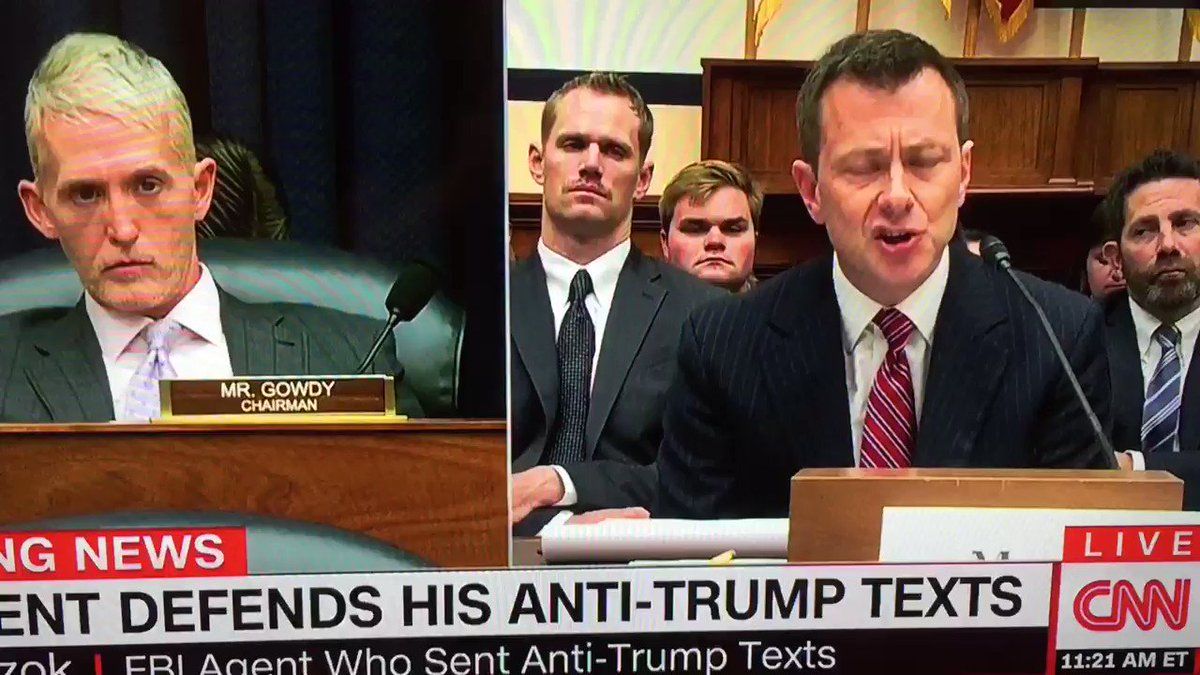 MR. GOWDY
CHAIRMAN
M
NG NEWS
LIVE
ENT DEFENDS HIS ANTI-TRUMP TEXTS
CNN
zok | FBI Agent Who Sent Anti-Trump Texts
11:21 AM ET